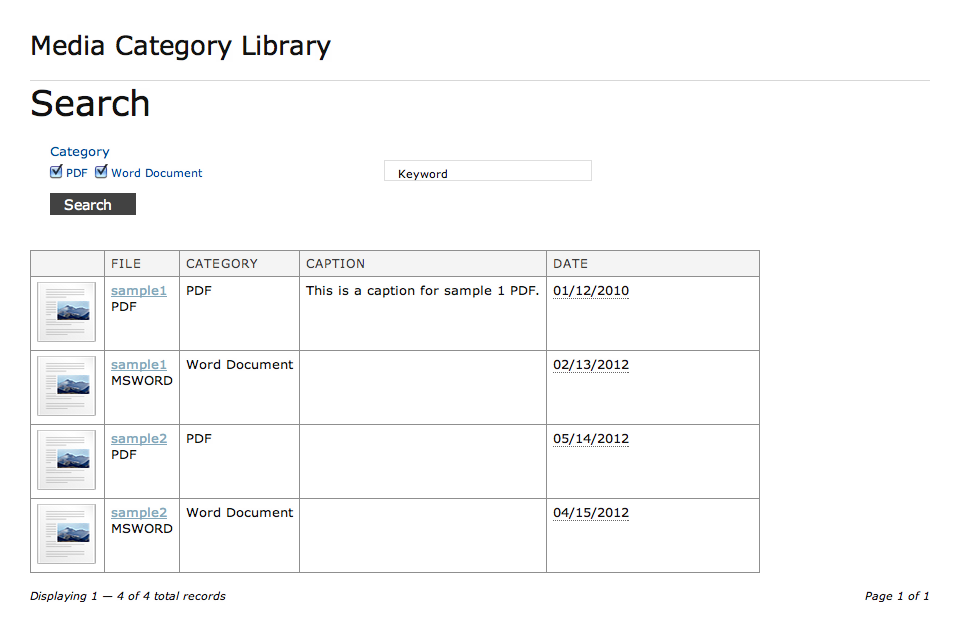 Media Category Library
Search
Category
PDF Word Document
Keyword
Search
FILE CATEGORY CAPTION DATE
sample1 PDF This is a caption for sample 1 PDF. 01/12/2010
PDF
sample1 Word Document 02/13/2012
MSWORD
sample2 PDF 05/14/2012
PDF
sample2 Word Document 04/15/2012
MSWORD
Displaying 1 — 4 of 4 total records Page 1 of 1